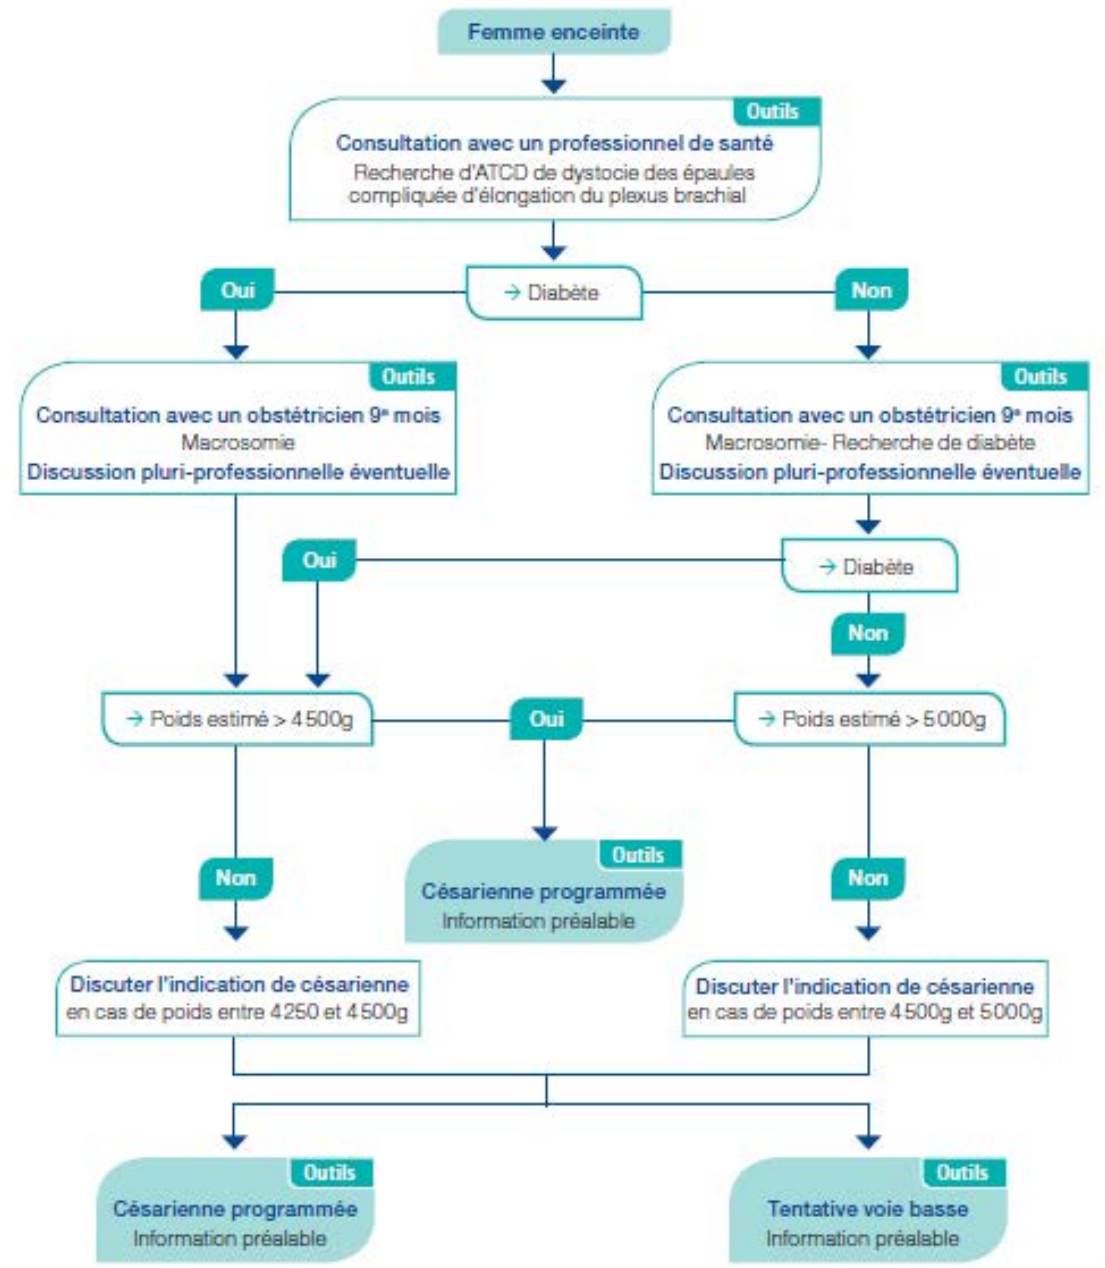 Femme enceinte
Outils
Consultation avec un professionnel de santé
Recherche d'ATCD de dystocie des épaules
compliquée d'élongation du plexus brachial
Oui
→ Diabète
Non
Outils
Consultation avec un obstétricien 9e mois
Macrosomie
Discussion pluri-professionnelle éventuelle
Outils
Consultation avec un obstétricien 9e mois
Macrosomie- Recherche de diabète
Discussion pluri-professionnelle éventuelle
Oui
→ Diabète
Non
→ Poids estimé > 4500g
Oui
→ Poids estimé > 5000g
Non
Outils
Césarienne programmée
Information préalable
Non
Discuter l'indication de césarienne
en cas de poids entre 4250 et 4500g
Discuter l'indication de césarienne
en cas de poids entre 4500g et 5000g
Outils
Césarienne programmée
Information préalable
Outils
Tentative voie basse
Information préalable